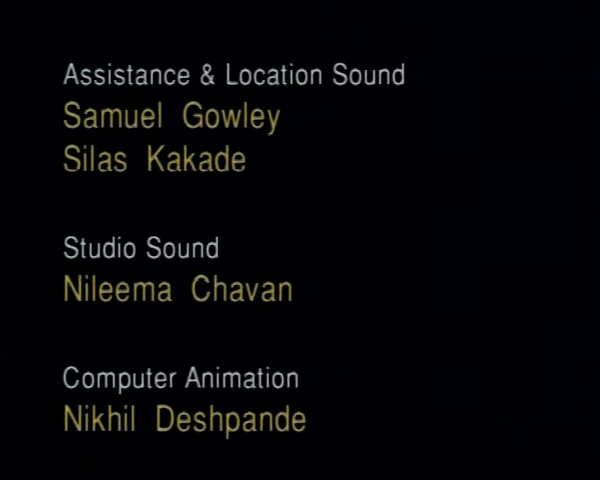 Assistance & Location Sound
Samuel Gowley
Silas Kakade
Studio Sound
Nileema Chavan
Computer Animation
Nikhil Deshpande